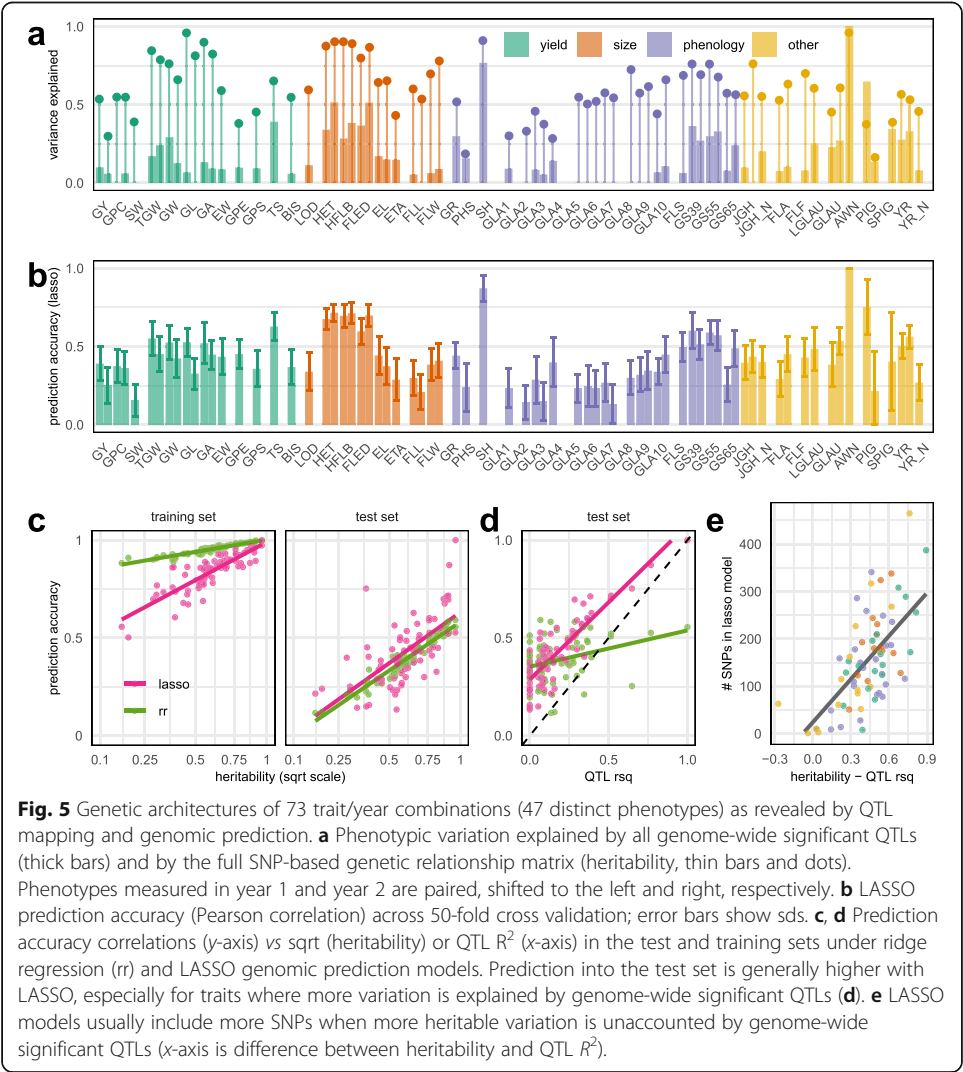 a
variance explained
1.0
0.5
0.0
yield size phenology other
GY GPC SW TGW GW GL GA EW GPE GPS TS BIS LOD HET HFLB FLED EL ETA FLL FLW GR PHS SH GLA1 GLA2 GLA3 GLA4 GLA5 GLA6 GLA7 GLA8 GLA9 GLA10 FLS GS39 GS55 GS65 JGH JGH_N FLA FLF LGLAU GLAU AWN PIG SPIG YR YR_N
b
prediction accuracy (lasso)
1.0
0.5
0.0
GY GPC SW TGW GW GL GA EW GPE GPS TS BIS LOD HET HFLB FLED EL ETA FLL FLW GR PHS SH GLA1 GLA2 GLA3 GLA4 GLA5 GLA6 GLA7 GLA8 GLA9 GLA10 FLS GS39 GS55 GS65 JGH JGH_N FLA FLF LGLAU GLAU AWN PIG SPIG YR YR_N
c
training set test set
prediction accuracy
1
0.5
0
lasso
rr
0.1 0.25 0.5 0.75 1 0.1 0.25 0.5 0.75 1
heritability (sqrt scale)
d
test set
1.0
0.5
0.0
0.0 0.5 1.0
QTL rsq
e
# SNPs in lasso model
400
300
200
100
0
−0.3 0.0 0.3 0.6 0.9
heritability − QTL rsq
Fig. 5 Genetic architectures of 73 trait/year combinations (47 distinct phenotypes) as revealed by QTL
mapping and genomic prediction. a Phenotypic variation explained by all genome-wide significant QTLs
(thick bars) and by the full SNP-based genetic relationship matrix (heritability, thin bars and dots).
Phenotypes measured in year 1 and year 2 are paired, shifted to the left and right, respectively. b LASSO
prediction accuracy (Pearson correlation) across 50-fold cross validation; error bars show sds. c, d Prediction
accuracy correlations (y-axis) vs sqrt (heritability) or QTL R² (x-axis) in the test and training sets under ridge
regression (rr) and LASSO genomic prediction models. Prediction into the test set is generally higher with
LASSO, especially for traits where more variation is explained by genome-wide significant QTLs (d). e LASSO
models usually include more SNPs when more heritable variation is unaccounted by genome-wide
significant QTLs (x-axis is difference between heritability and QTL R²).